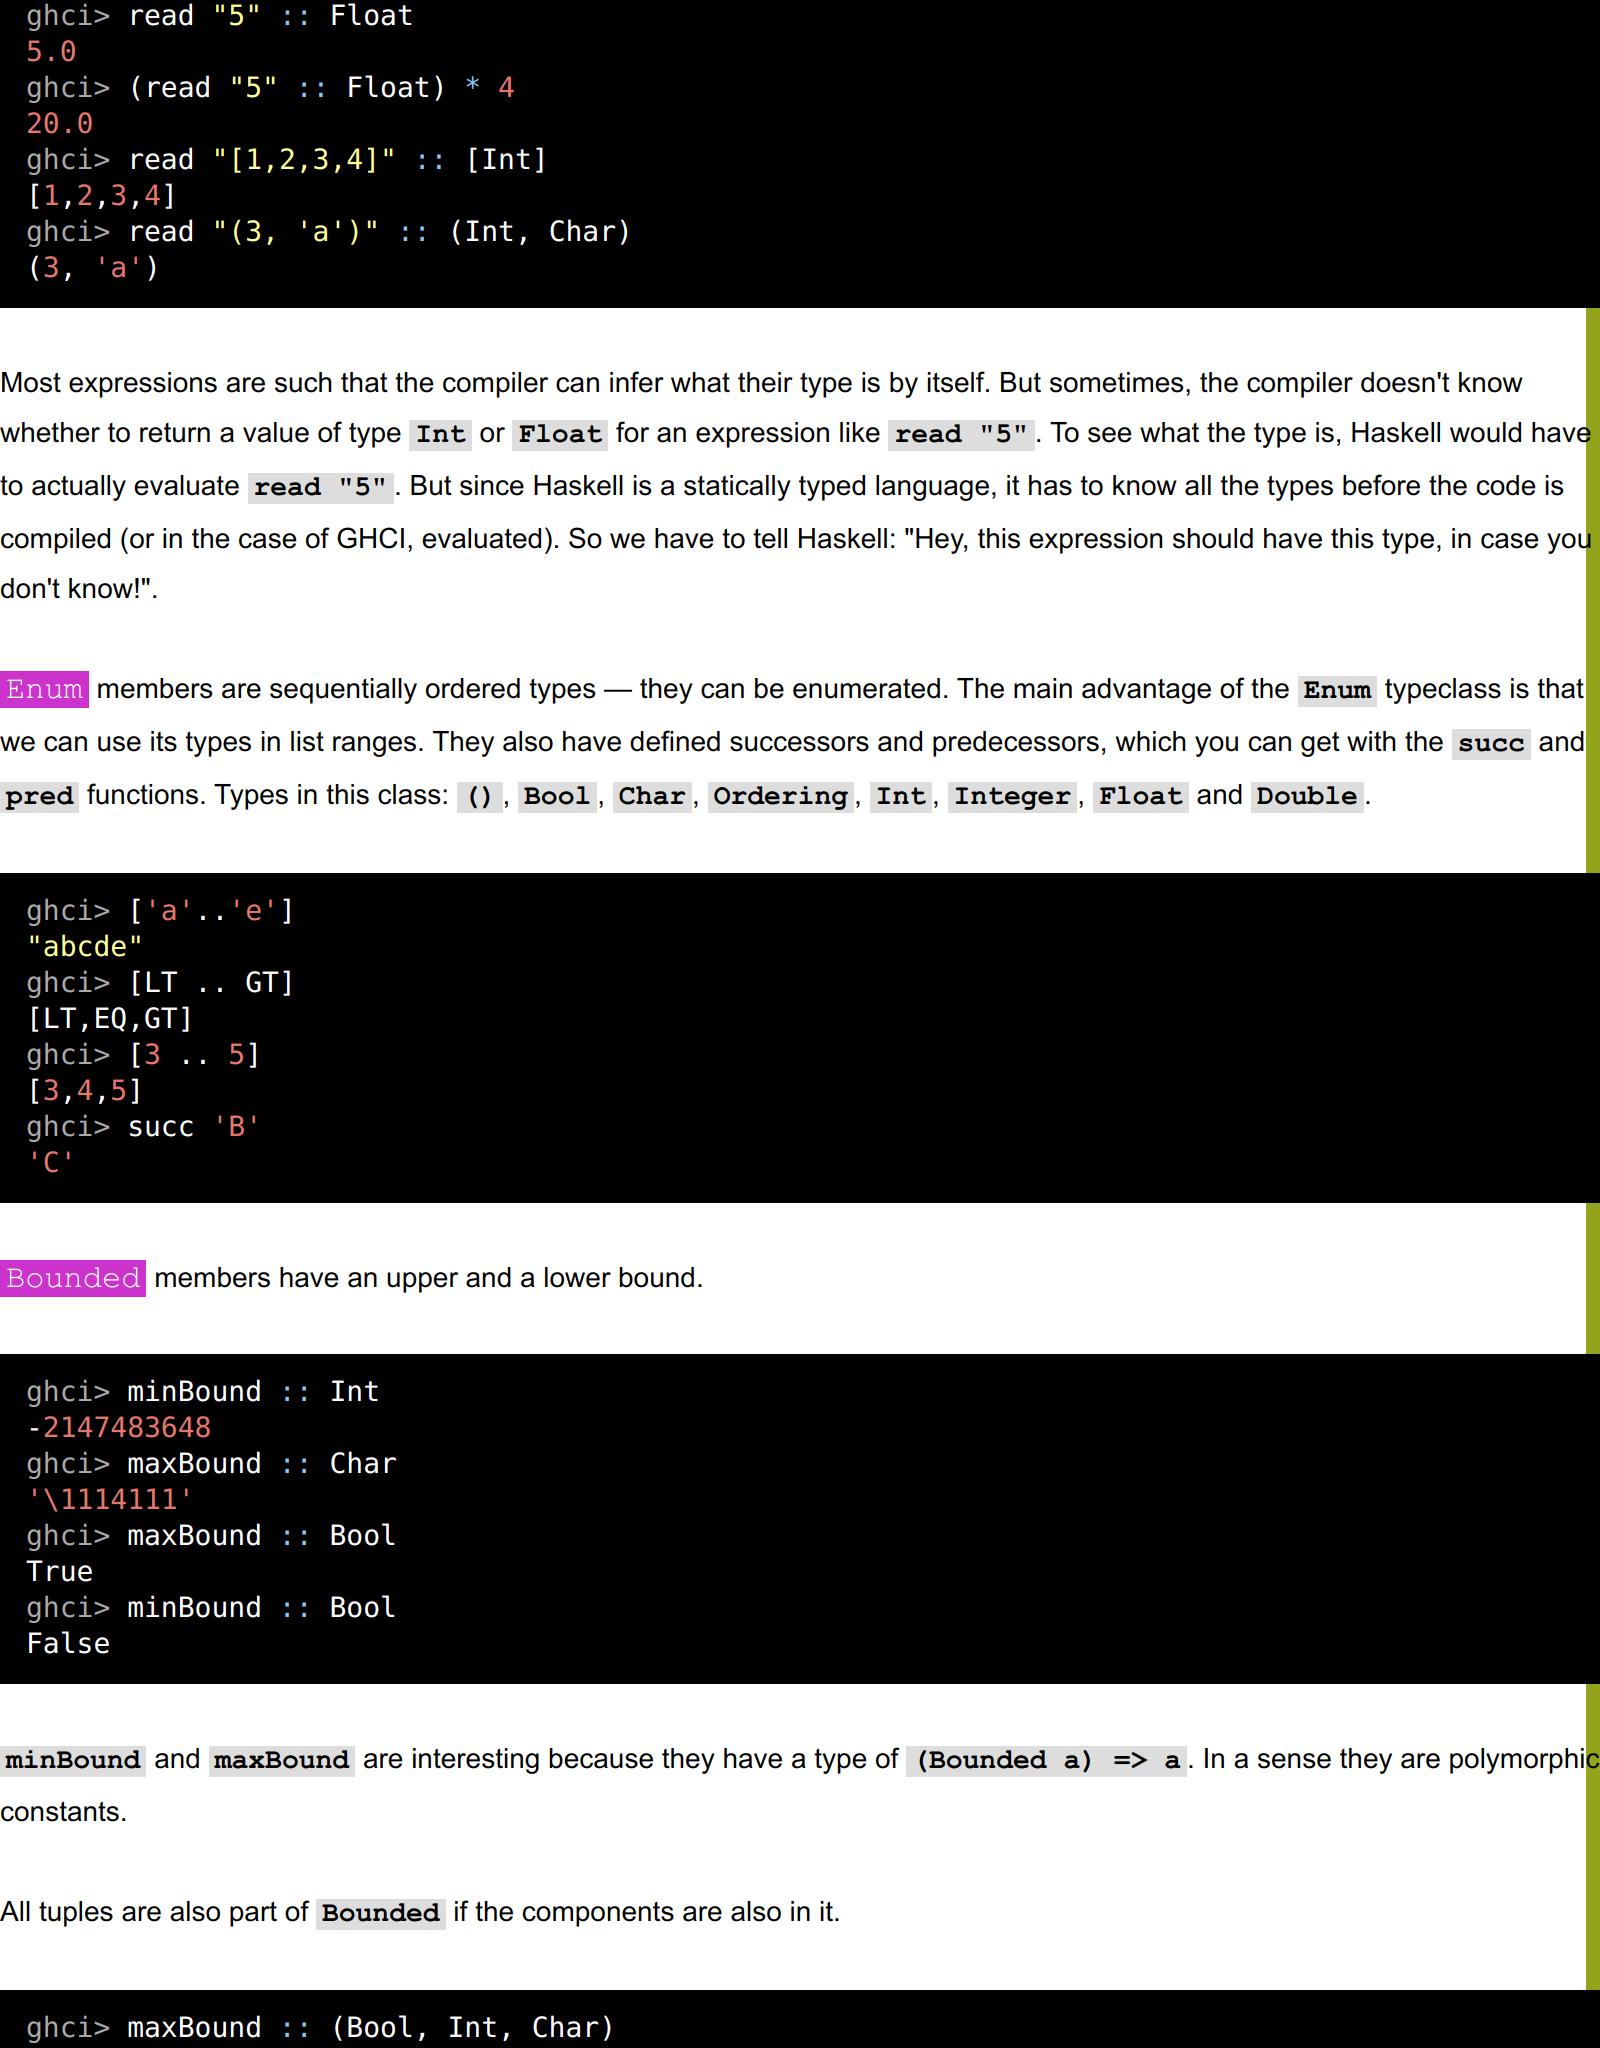 ghci> read "5" :: Float
5.0
ghci> (read "5" :: Float) * 4
20.0
ghci> read "[1,2,3,4]" :: [Int]
[1,2,3,4]
ghci> read "(3, 'a')" :: (Int, Char)
(3, 'a')
Most expressions are such that the compiler can infer what their type is by itself. But sometimes, the compiler doesn't know
whether to return a value of type Int or Float for an expression like read "5". To see what the type is, Haskell would have
to actually evaluate read "5". But since Haskell is a statically typed language, it has to know all the types before the code is
compiled (or in the case of GHCI, evaluated). So we have to tell Haskell: "Hey, this expression should have this type, in case you
don't know!".
Enum members are sequentially ordered types — they can be enumerated. The main advantage of the Enum typeclass is that
we can use its types in list ranges. They also have defined successors and predecessors, which you can get with the succ and
pred functions. Types in this class: (), Bool, Char, Ordering, Int, Integer, Float and Double.
ghci> ['a'..'e']
"abcde"
ghci> [LT .. GT]
[LT,EQ,GT]
ghci> [3 .. 5]
[3,4,5]
ghci> succ 'B'
'C'
Bounded members have an upper and a lower bound.
ghci> minBound :: Int
-2147483648
ghci> maxBound :: Char
'\1114111'
ghci> maxBound :: Bool
True
ghci> minBound :: Bool
False
minBound and maxBound are interesting because they have a type of (Bounded a) => a. In a sense they are polymorphic
constants.
All tuples are also part of Bounded if the components are also in it.
ghci> maxBound :: (Bool, Int, Char)